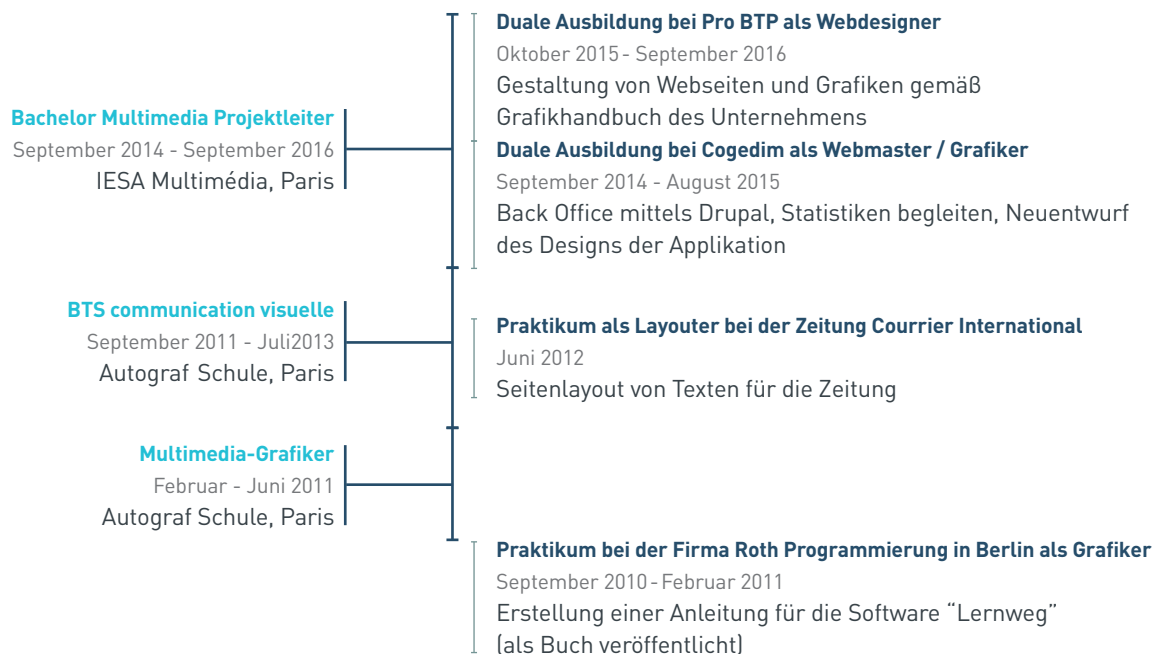 Duale Ausbildung bei Pro BTP als Webdesigner
Oktober 2015 - September 2016
Gestaltung von Webseiten und Grafiken gemäß
Grafikhandbuch des Unternehmens
Bachelor Multimedia Projektleiter
September 2014 - September 2016
IESA Multimédia, Paris
Duale Ausbildung bei Cogedim als Webmaster / Grafiker
September 2014 - August 2015
Back Office mittels Drupal, Statistiken begleiten, Neuentwurf
des Designs der Applikation
BTS communication visuelle
September 2011 - Juli2013
Autograf Schule, Paris
Praktikum als Layouter bei der Zeitung Courrier International
Juni 2012
Seitenlayout von Texten für die Zeitung
Multimedia-Grafiker
Februar - Juni 2011
Autograf Schule, Paris
Praktikum bei der Firma Roth Programmierung in Berlin als Grafiker
September 2010 - Februar 2011
Erstellung einer Anleitung für die Software “Lernweg”
(als Buch veröffentlicht)